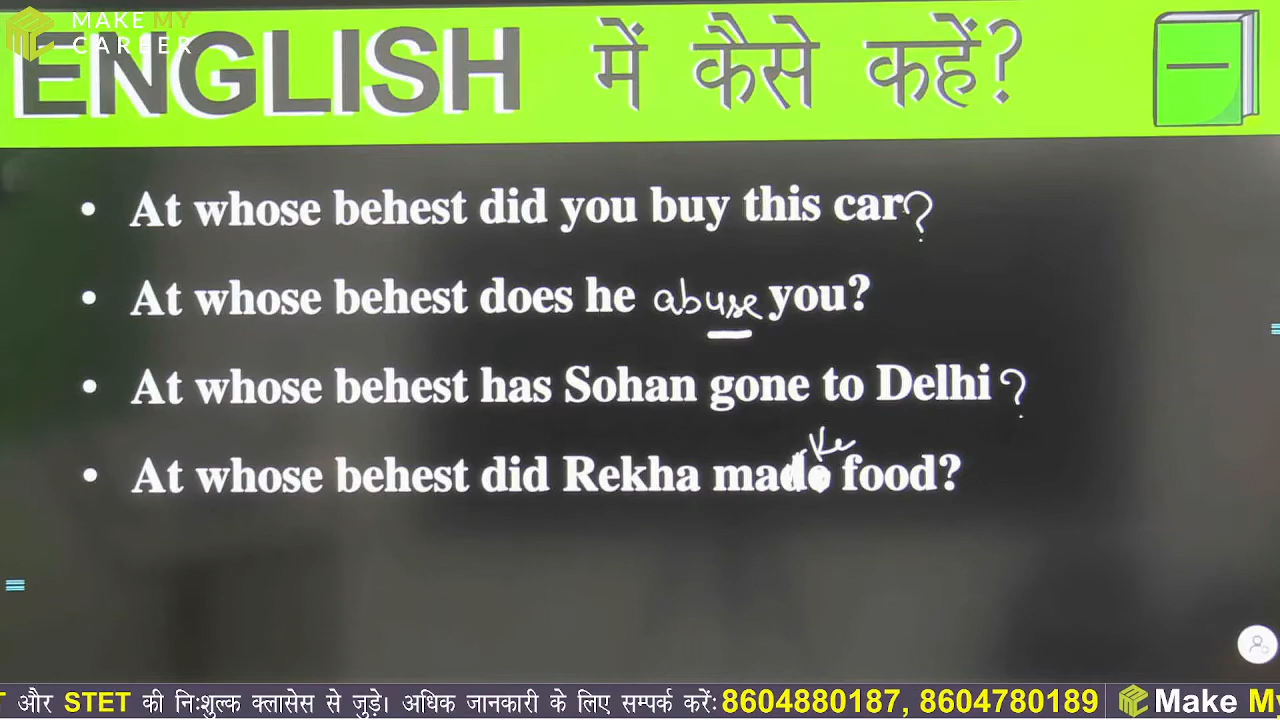 MAKE MY
CAREER
ENGLISH में कैसे कहें?
• At whose behest did you buy this car?
• At whose behest does he abuse you?
• At whose behest has Sohan gone to Delhi?
ke
• At whose behest did Rekha made food?
T और STET की निःशुल्क क्लासेस से जुड़े। अधिक जानकारी के लिए सम्पर्क करें: 8604880187, 8604780189 Make My